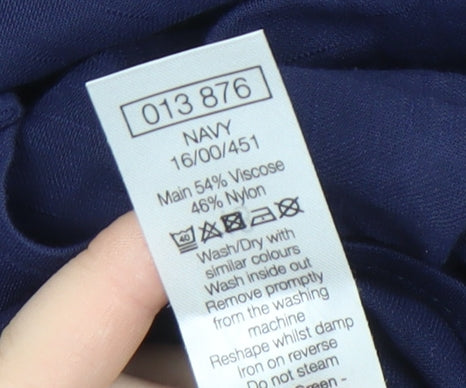 013 876
NAVY
16/00/451
Main 54% Viscose
46% Nylon
40
Wash/Dry with
similar colours
Wash inside out
Remove promptly
from the washing
machine
Reshape whilst damp
Iron on reverse
Do not steam